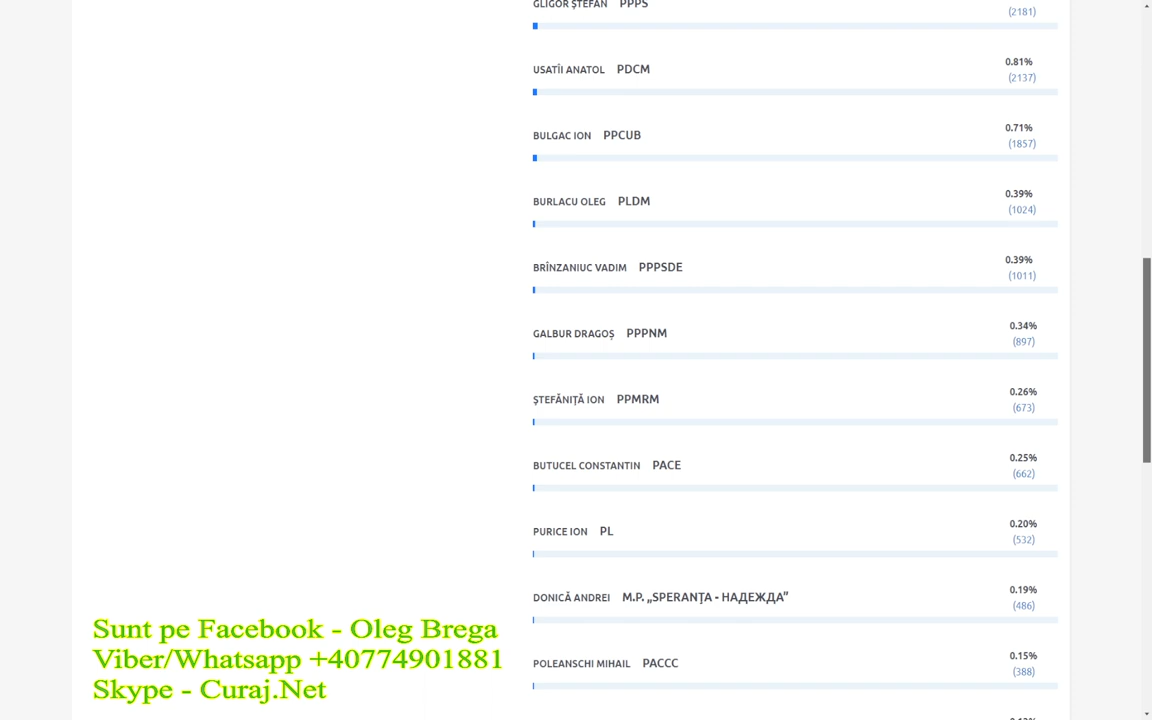 GLIGOR ȘTEFAN PPPS
(2181)
USATÎI ANATOL PDCM 0.81%
(2137)
BULGAC ION PPCUB 0.71%
(1857)
BURLACU OLEG PLDM 0.39%
(1024)
BRÎNZANIUC VADIM PPPSDE 0.39%
(1011)
GALBUR DRAGOȘ PPPNM 0.34%
(897)
ȘTEFĂNIȚĂ ION PPMRM 0.26%
(673)
BUTUCEL CONSTANTIN PACE 0.25%
(662)
PURICE ION PL 0.20%
(532)
DONICĂ ANDREI M.P. „SPERANȚA - НАДЕЖДА” 0.19%
(486)
POLEANSCHI MIHAIL PACCC 0.15%
(388)
Sunt pe Facebook - Oleg Brega
Viber/Whatsapp +40774901881
Skype - Curaj.Net